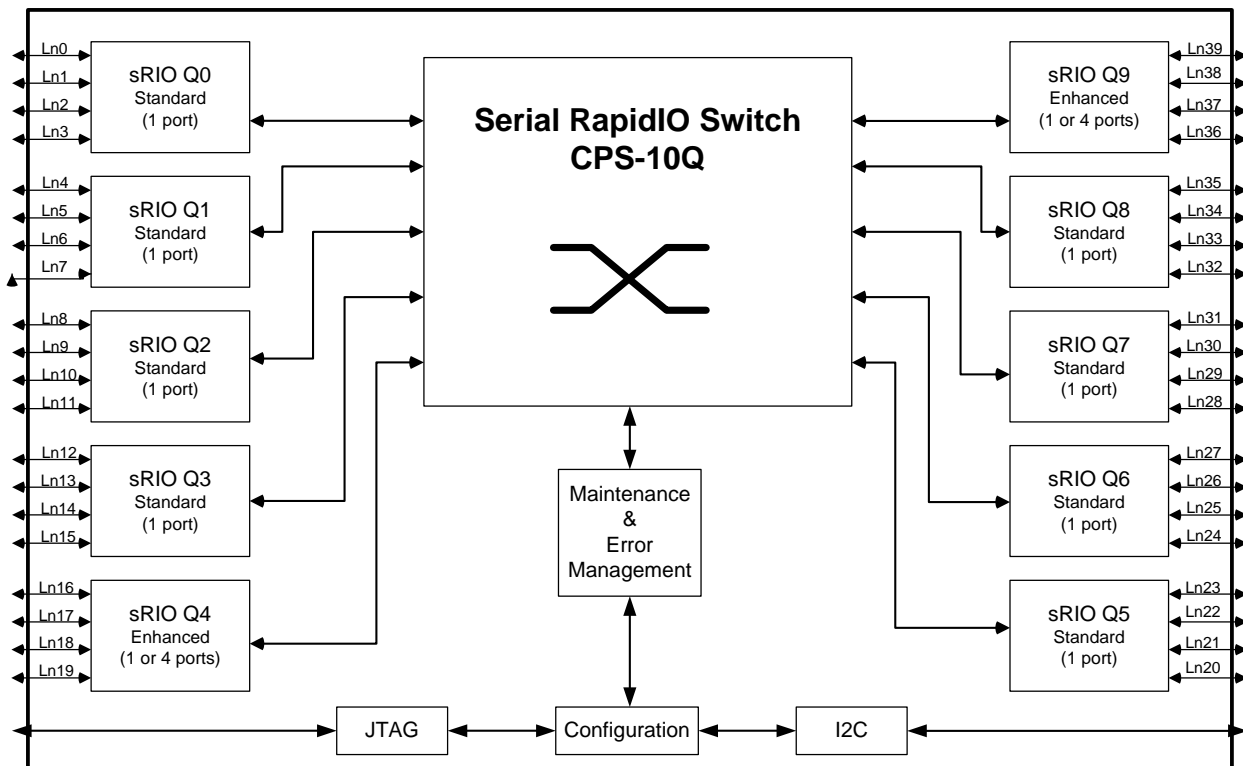 Ln0
Ln1
Ln2
Ln3
sRIO Q0
Standard
(1 port)
Ln4
Ln5
Ln6
Ln7
sRIO Q1
Standard
(1 port)
Ln8
Ln9
Ln10
Ln11
sRIO Q2
Standard
(1 port)
Ln12
Ln13
Ln14
Ln15
sRIO Q3
Standard
(1 port)
Ln16
Ln17
Ln18
Ln19
sRIO Q4
Enhanced
(1 or 4 ports)
Serial RapidIO Switch
CPS-10Q
Maintenance
&
Error
Management
JTAG
Configuration
I2C
sRIO Q9
Enhanced
(1 or 4 ports)
Ln39
Ln38
Ln37
Ln36
sRIO Q8
Standard
(1 port)
Ln35
Ln34
Ln33
Ln32
sRIO Q7
Standard
(1 port)
Ln31
Ln30
Ln29
Ln28
sRIO Q6
Standard
(1 port)
Ln27
Ln26
Ln25
Ln24
sRIO Q5
Standard
(1 port)
Ln23
Ln22
Ln21
Ln20